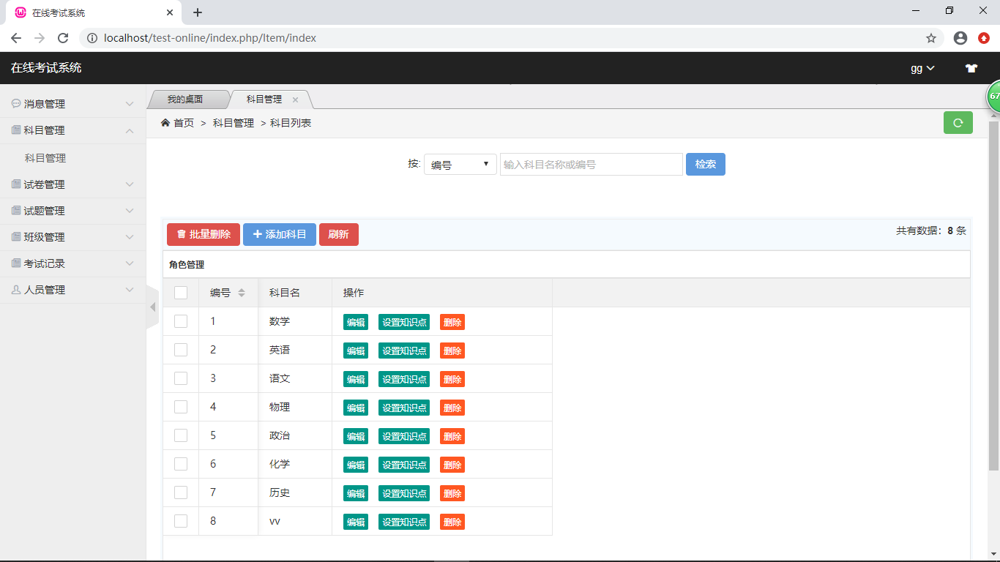 在线考试系统
localhost/test-online/index.php/Item/index
在线考试系统 gg
消息管理
科目管理
科目管理
试卷管理
试题管理
班级管理
考试记录
人员管理
我的桌面 科目管理
首页 > 科目管理 > 科目列表
67
按: 编号 输入科目名称或编号 检索
批量删除 添加科目 刷新 共有数据：8 条
角色管理
编号 科目名 操作
1 数学 编辑 设置知识点 删除
2 英语 编辑 设置知识点 删除
3 语文 编辑 设置知识点 删除
4 物理 编辑 设置知识点 删除
5 政治 编辑 设置知识点 删除
6 化学 编辑 设置知识点 删除
7 历史 编辑 设置知识点 删除
8 vv 编辑 设置知识点 删除